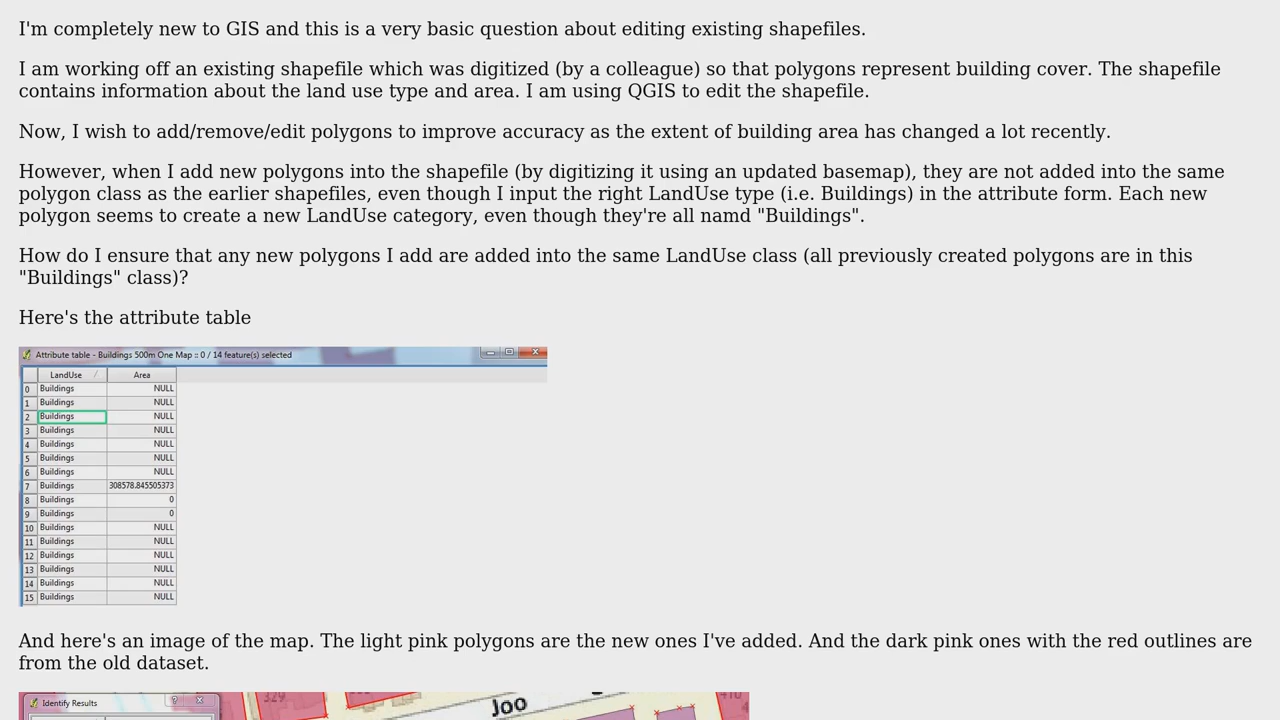 I'm completely new to GIS and this is a very basic question about editing existing shapefiles.
I am working off an existing shapefile which was digitized (by a colleague) so that polygons represent building cover. The shapefile
contains information about the land use type and area. I am using QGIS to edit the shapefile.
Now, I wish to add/remove/edit polygons to improve accuracy as the extent of building area has changed a lot recently.
However, when I add new polygons into the shapefile (by digitizing it using an updated basemap), they are not added into the same
polygon class as the earlier shapefiles, even though I input the right LandUse type (i.e. Buildings) in the attribute form. Each new
polygon seems to create a new LandUse category, even though they're all namd "Buildings".
How do I ensure that any new polygons I add are added into the same LandUse class (all previously created polygons are in this
"Buildings" class)?
Here's the attribute table
Attribute table - Buildings 500m One Map :: 0 / 14 feature(s) selected
LandUse / Area
0 Buildings NULL
1 Buildings NULL
2 Buildings NULL
3 Buildings NULL
4 Buildings NULL
5 Buildings NULL
6 Buildings NULL
7 Buildings 308578.845505373
8 Buildings 0
9 Buildings 0
10 Buildings NULL
11 Buildings NULL
12 Buildings NULL
13 Buildings NULL
14 Buildings NULL
15 Buildings NULL
And here's an image of the map. The light pink polygons are the new ones I've added. And the dark pink ones with the red outlines are
from the old dataset.
Identify Results ?
329
Joo
410